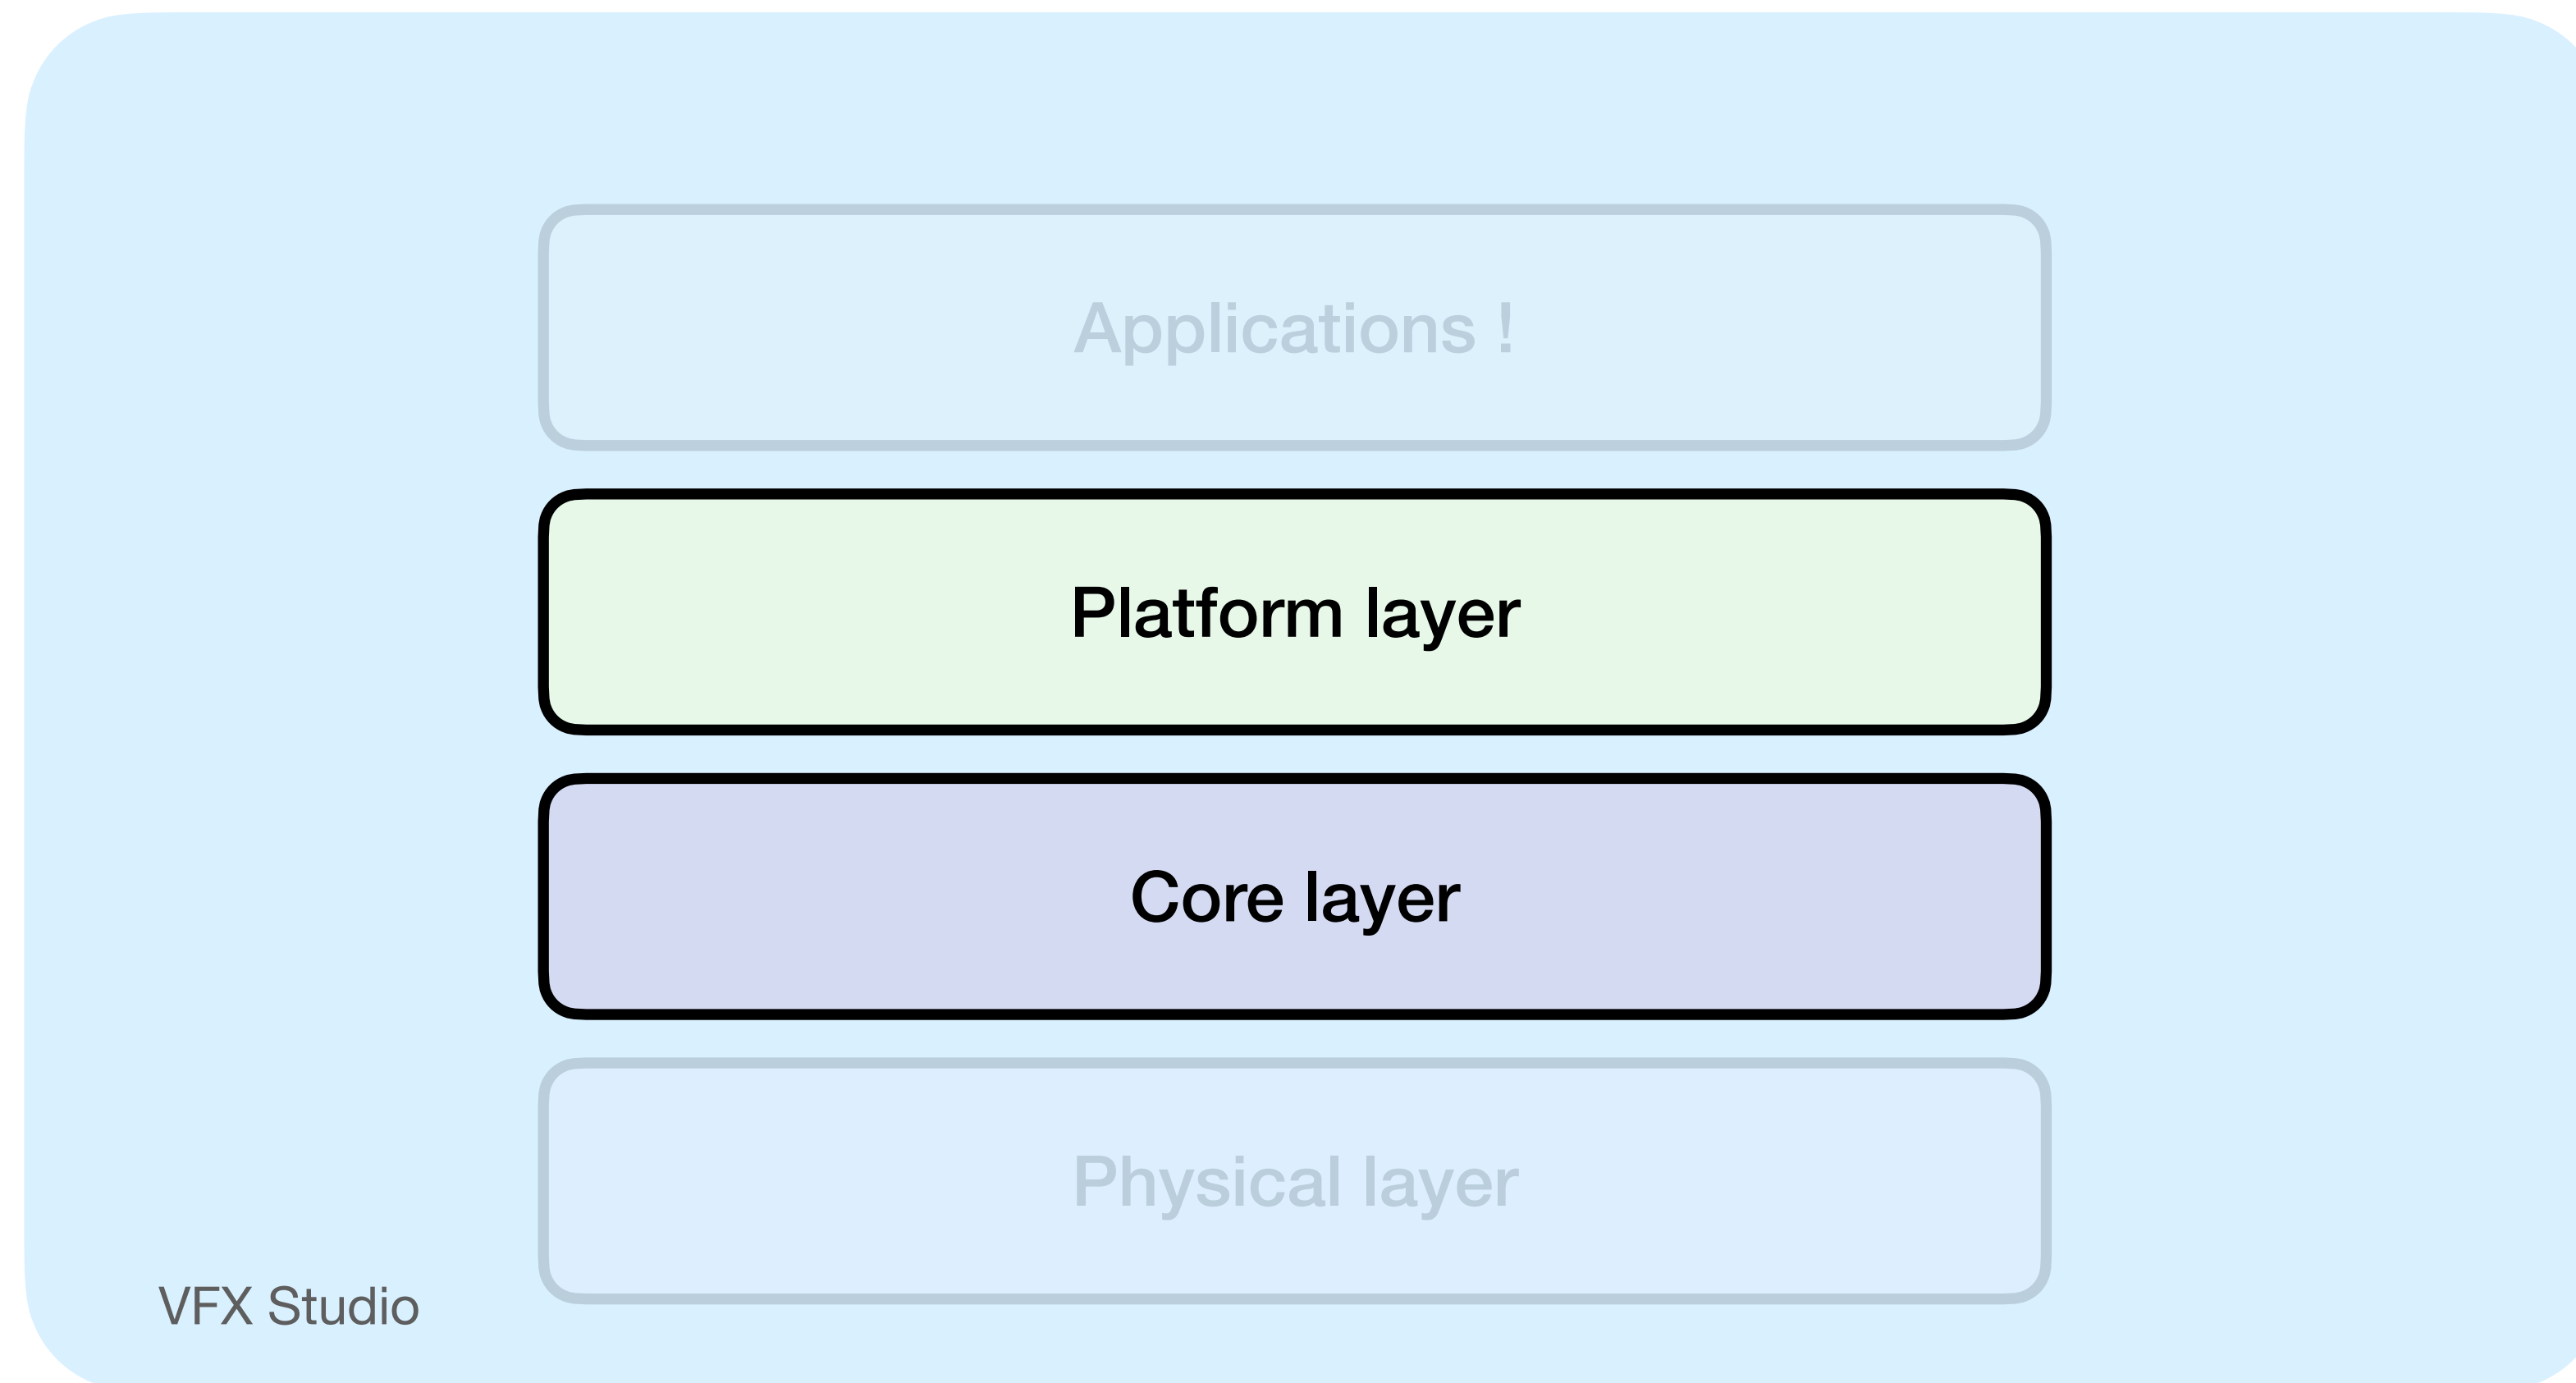 Applications !
Platform layer
Core layer
Physical layer
VFX Studio